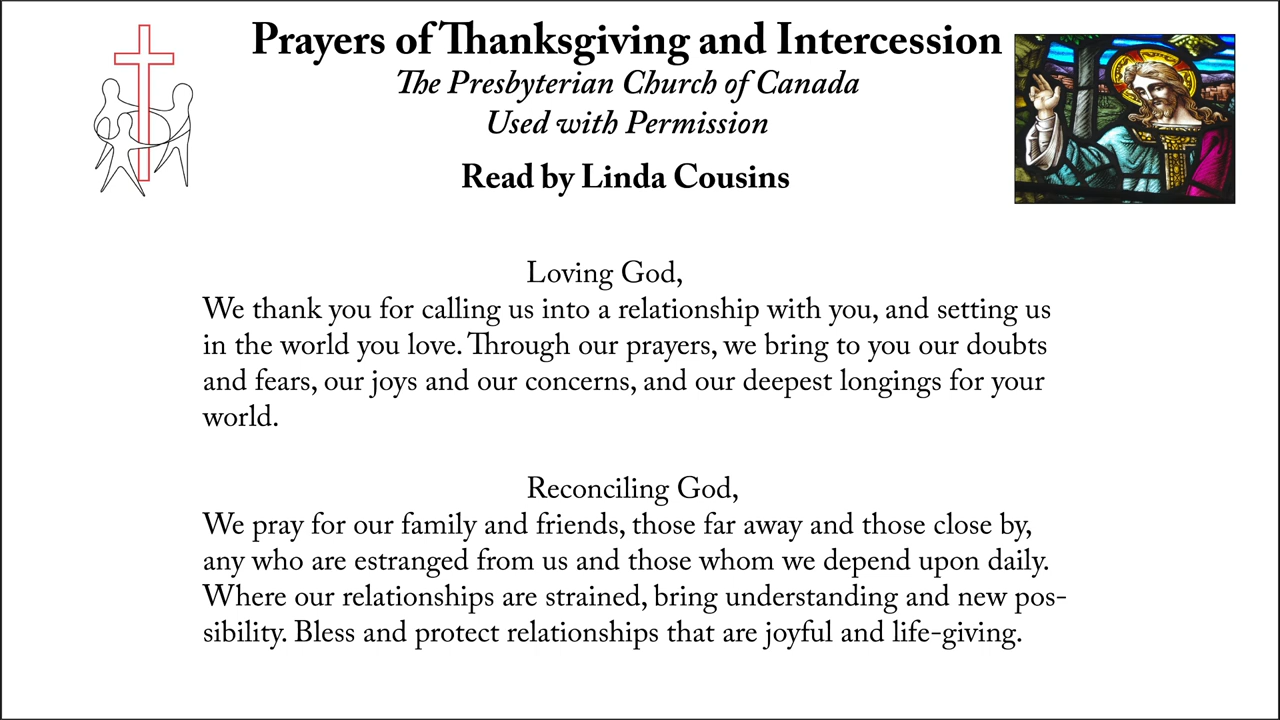 Prayers of Thanksgiving and Intercession
The Presbyterian Church of Canada
Used with Permission
Read by Linda Cousins
Loving God,
We thank you for calling us into a relationship with you, and setting us
in the world you love. Through our prayers, we bring to you our doubts
and fears, our joys and our concerns, and our deepest longings for your
world.
Reconciling God,
We pray for our family and friends, those far away and those close by,
any who are estranged from us and those whom we depend upon daily.
Where our relationships are strained, bring understanding and new pos-
sibility. Bless and protect relationships that are joyful and life-giving.